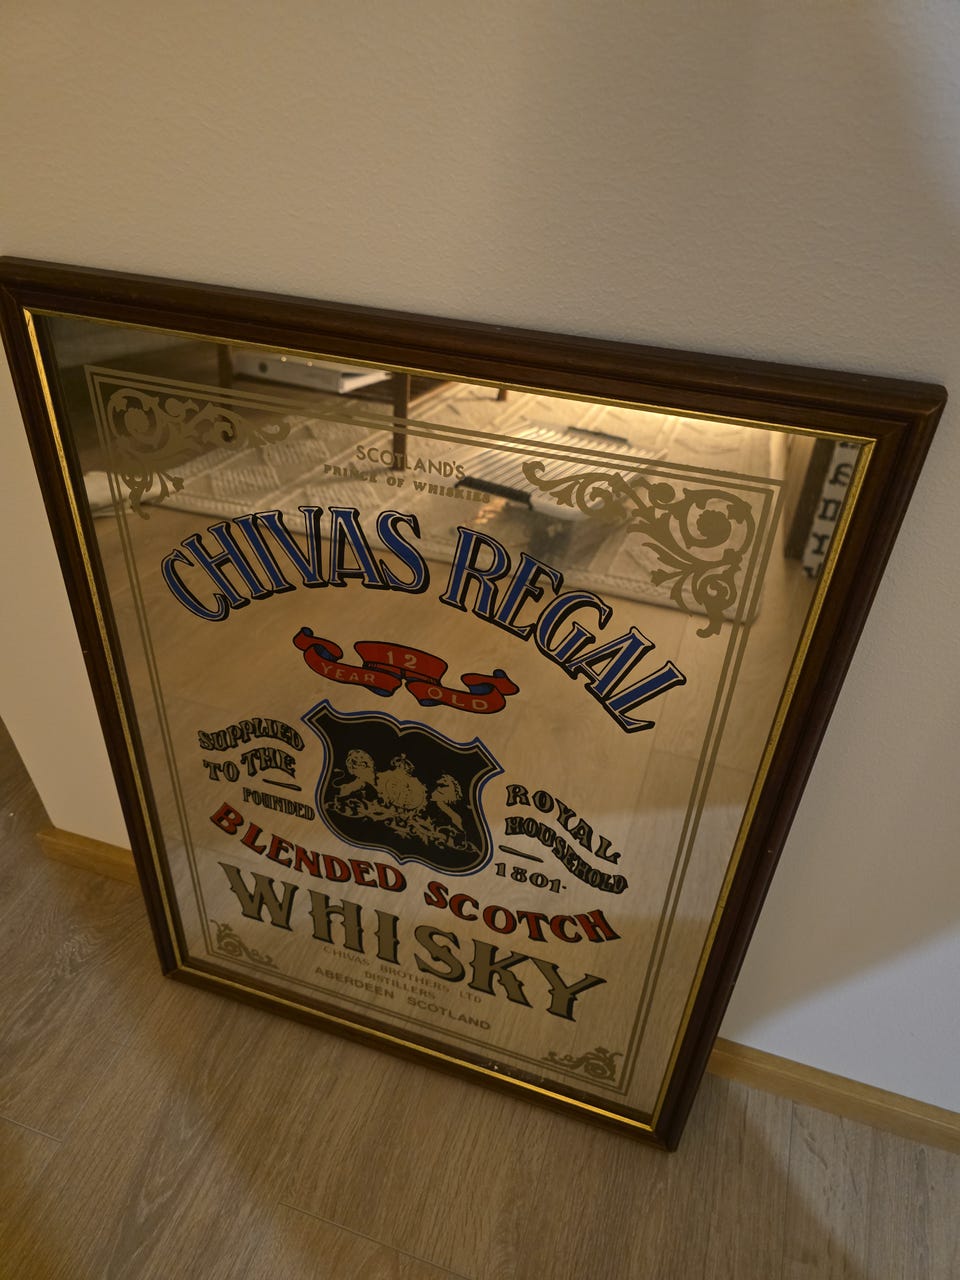 SCOTLAND'S
PRINCE OF WHISKIES
CHIVAS REGAL
12
YEAR OLD
SUPPLIED
TO THE
ROYAL
HOUSEHOLD
FOUNDED
1801
BLENDED SCOTCH
WHISKY
CHIVAS BROTHERS LTD
DISTILLERS
ABERDEEN SCOTLAND